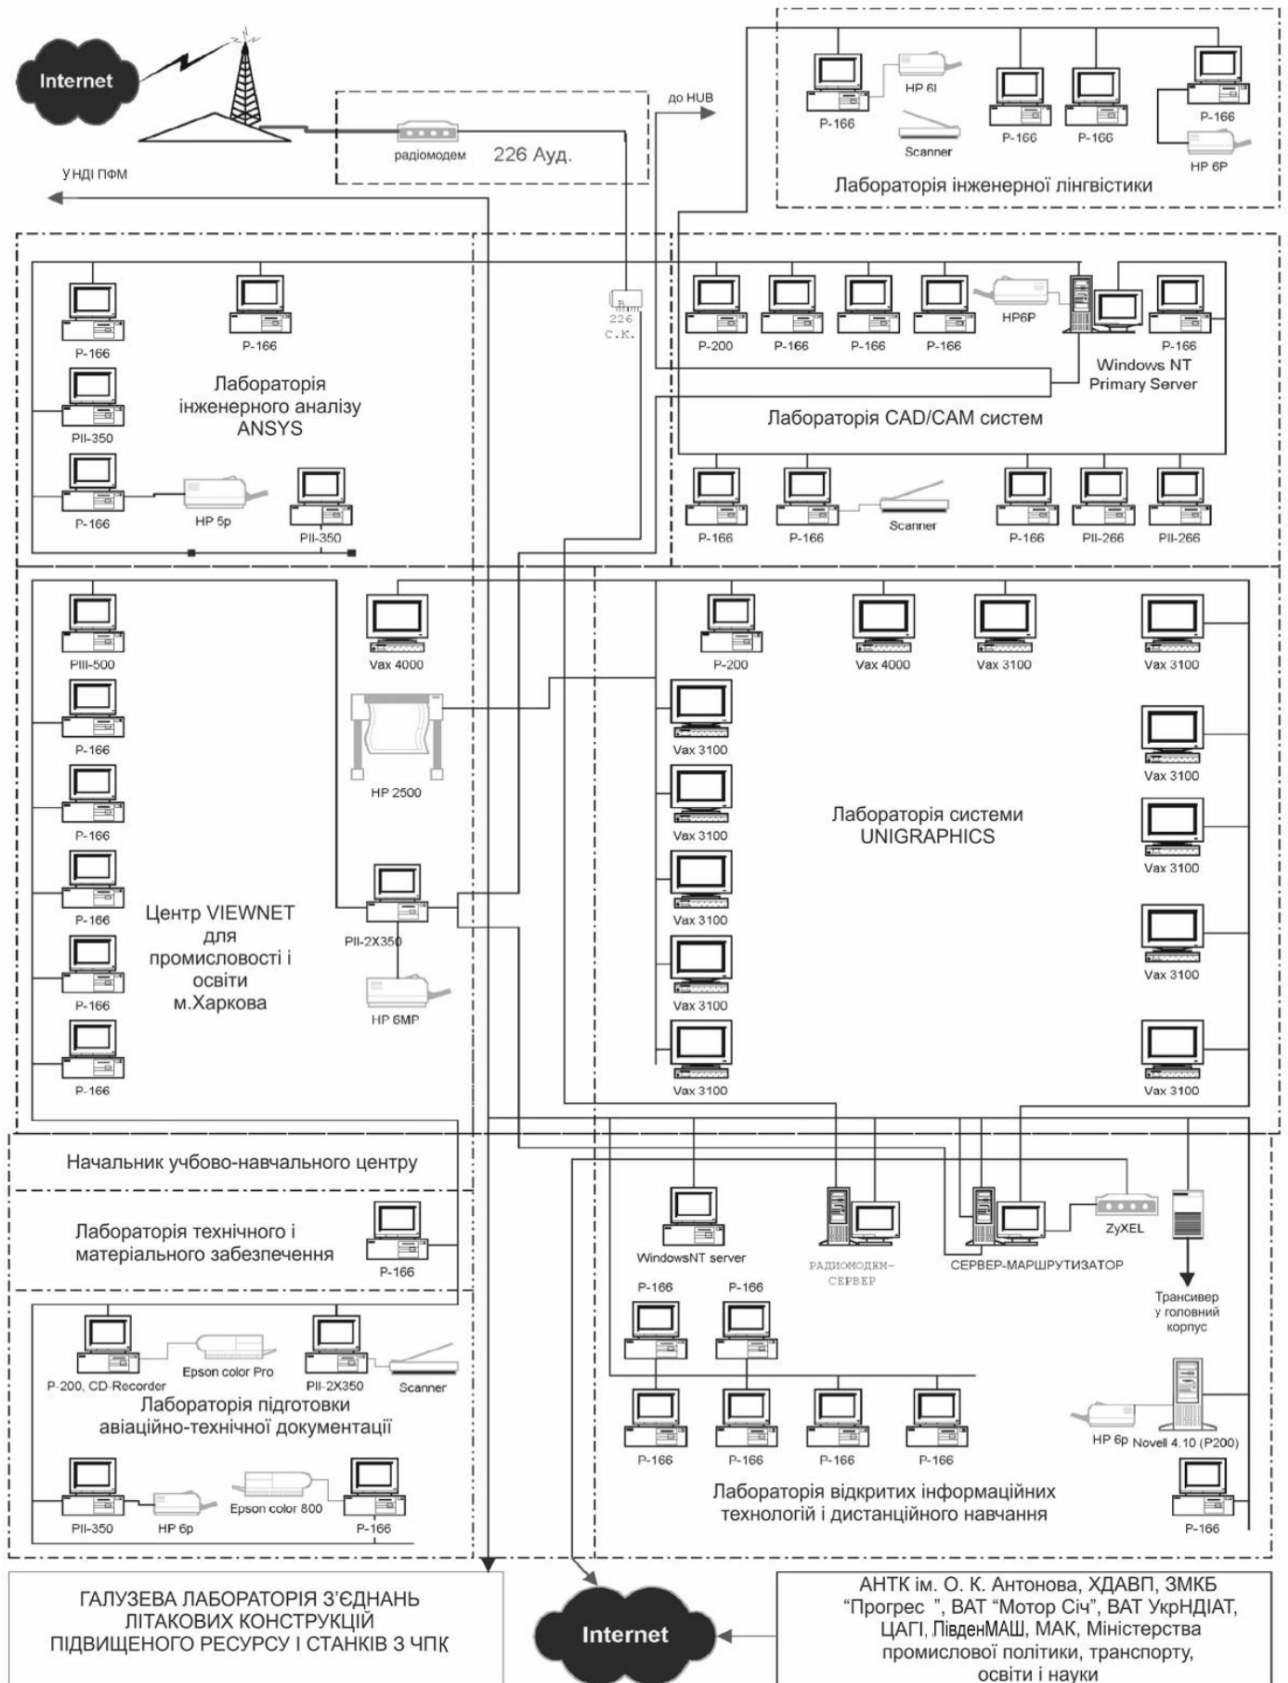 Internet
до HUB
радіомодем
226 Ауд.
У НДІ ПФМ
P-166
HP 6l
Scanner
P-166
P-166
P-166
HP 6P
Лабораторія інженерної лінгвістики
P-166
P-166
Лабораторія
інженерного аналізу
ANSYS
PII-350
P-166
HP 5p
PII-350
В
226
С.К.
P-200
P-166
P-166
P-166
HP6P
P-166
Windows NT
Primary Server
Лабораторія CAD/CAM систем
P-166
P-166
Scanner
P-166
PII-266
PII-266
PIII-500
P-166
P-166
P-166
P-166
P-166
Vax 4000
HP 2500
Центр VIEWNET
для
промисловості і
освіти
м.Харкова
PII-2X350
HP 6MP
P-200
Vax 4000
Vax 3100
Vax 3100
Vax 3100
Vax 3100
Vax 3100
Vax 3100
Vax 3100
Лабораторія системи
UNIGRAPHICS
Vax 3100
Vax 3100
Vax 3100
Vax 3100
Начальник учбово-навчального центру
Лабораторія технічного і
матеріального забезпечення
P-166
P-200, CD-Recorder
Epson color Pro
PII-2X350
Scanner
Лабораторія підготовки
авіаційно-технічної документації
PII-350
HP 6p
Epson color 800
P-166
WindowsNT server
РАДИОМОДЕМ-
СЕРВЕР
СЕРВЕР-МАРШРУТИЗАТОР
ZyXEL
Трансивер
у головний
корпус
P-166
P-166
P-166
P-166
P-166
P-166
HP 6p
Novell 4.10 (P200)
P-166
Лабораторія відкритих інформаційних
технологій і дистанційного навчання
ГАЛУЗЕВА ЛАБОРАТОРІЯ З’ЄДНАНЬ
ЛІТАКОВИХ КОНСТРУКЦІЙ
ПІДВИЩЕНОГО РЕСУРСУ І СТАНКІВ З ЧПК
Internet
АНТК ім. О. К. Антонова, ХДАВП, ЗМКБ
“Прогрес ”, ВАТ “Мотор Січ”, ВАТ УкрНДІАТ,
ЦАГІ, ПівденМАШ, МАК, Міністерства
промислової політики, транспорту,
освіти і науки